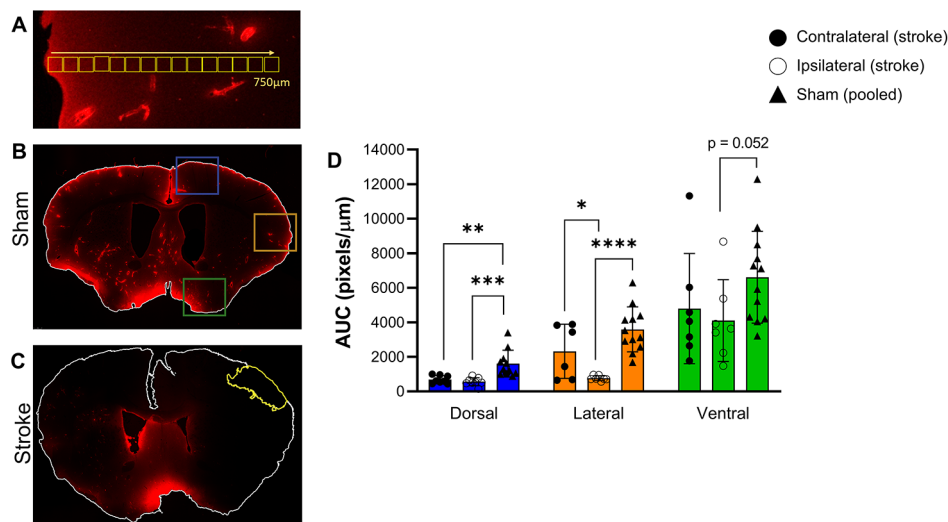 A
750µm
B
Sham
C
Stroke
Contralateral (stroke)
Ipsilateral (stroke)
Sham (pooled)
D
p = 0.052
14000
12000
10000
8000
6000
4000
2000
0
AUC (pixels/µm)
**
***
*
****
Dorsal
Lateral
Ventral